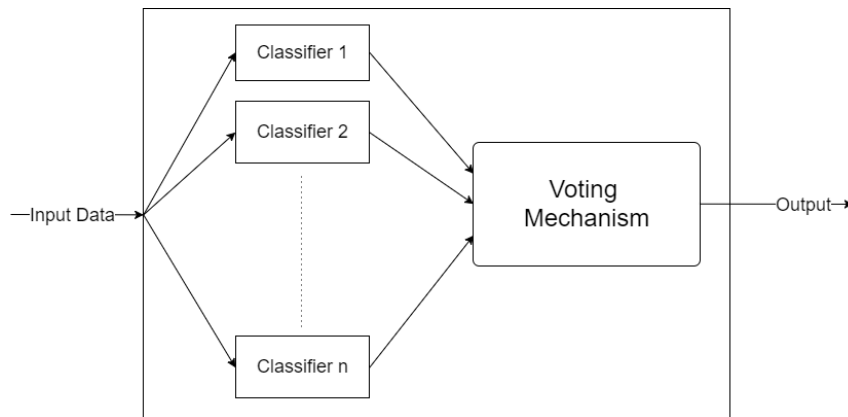 Classifier 1
Classifier 2
Input Data
Voting
Mechanism
Output
Classifier n